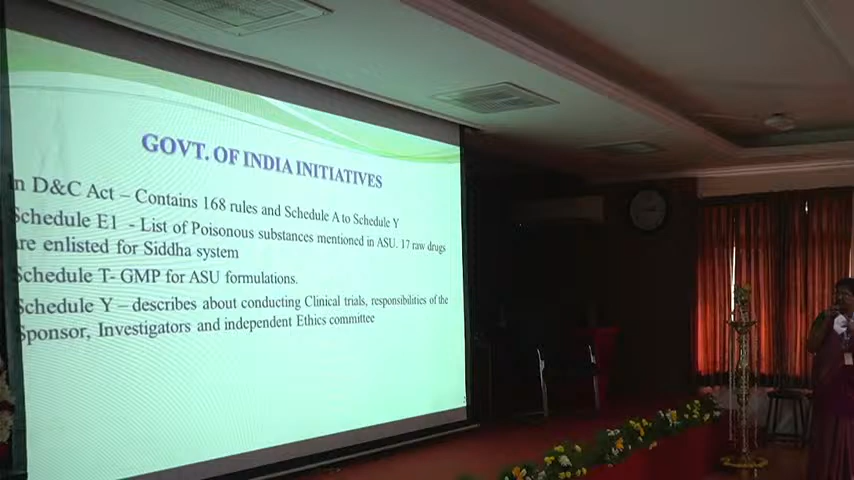 GOVT. OF INDIA INITIATIVES
In D&C Act – Contains 168 rules and Schedule A to Schedule Y
Schedule E1 - List of Poisonous substances mentioned in ASU. 17 raw drugs
are enlisted for Siddha system
Schedule T- GMP for ASU formulations.
Schedule Y – describes about conducting Clinical trials, responsibilities of the
Sponsor, Investigators and independent Ethics committee